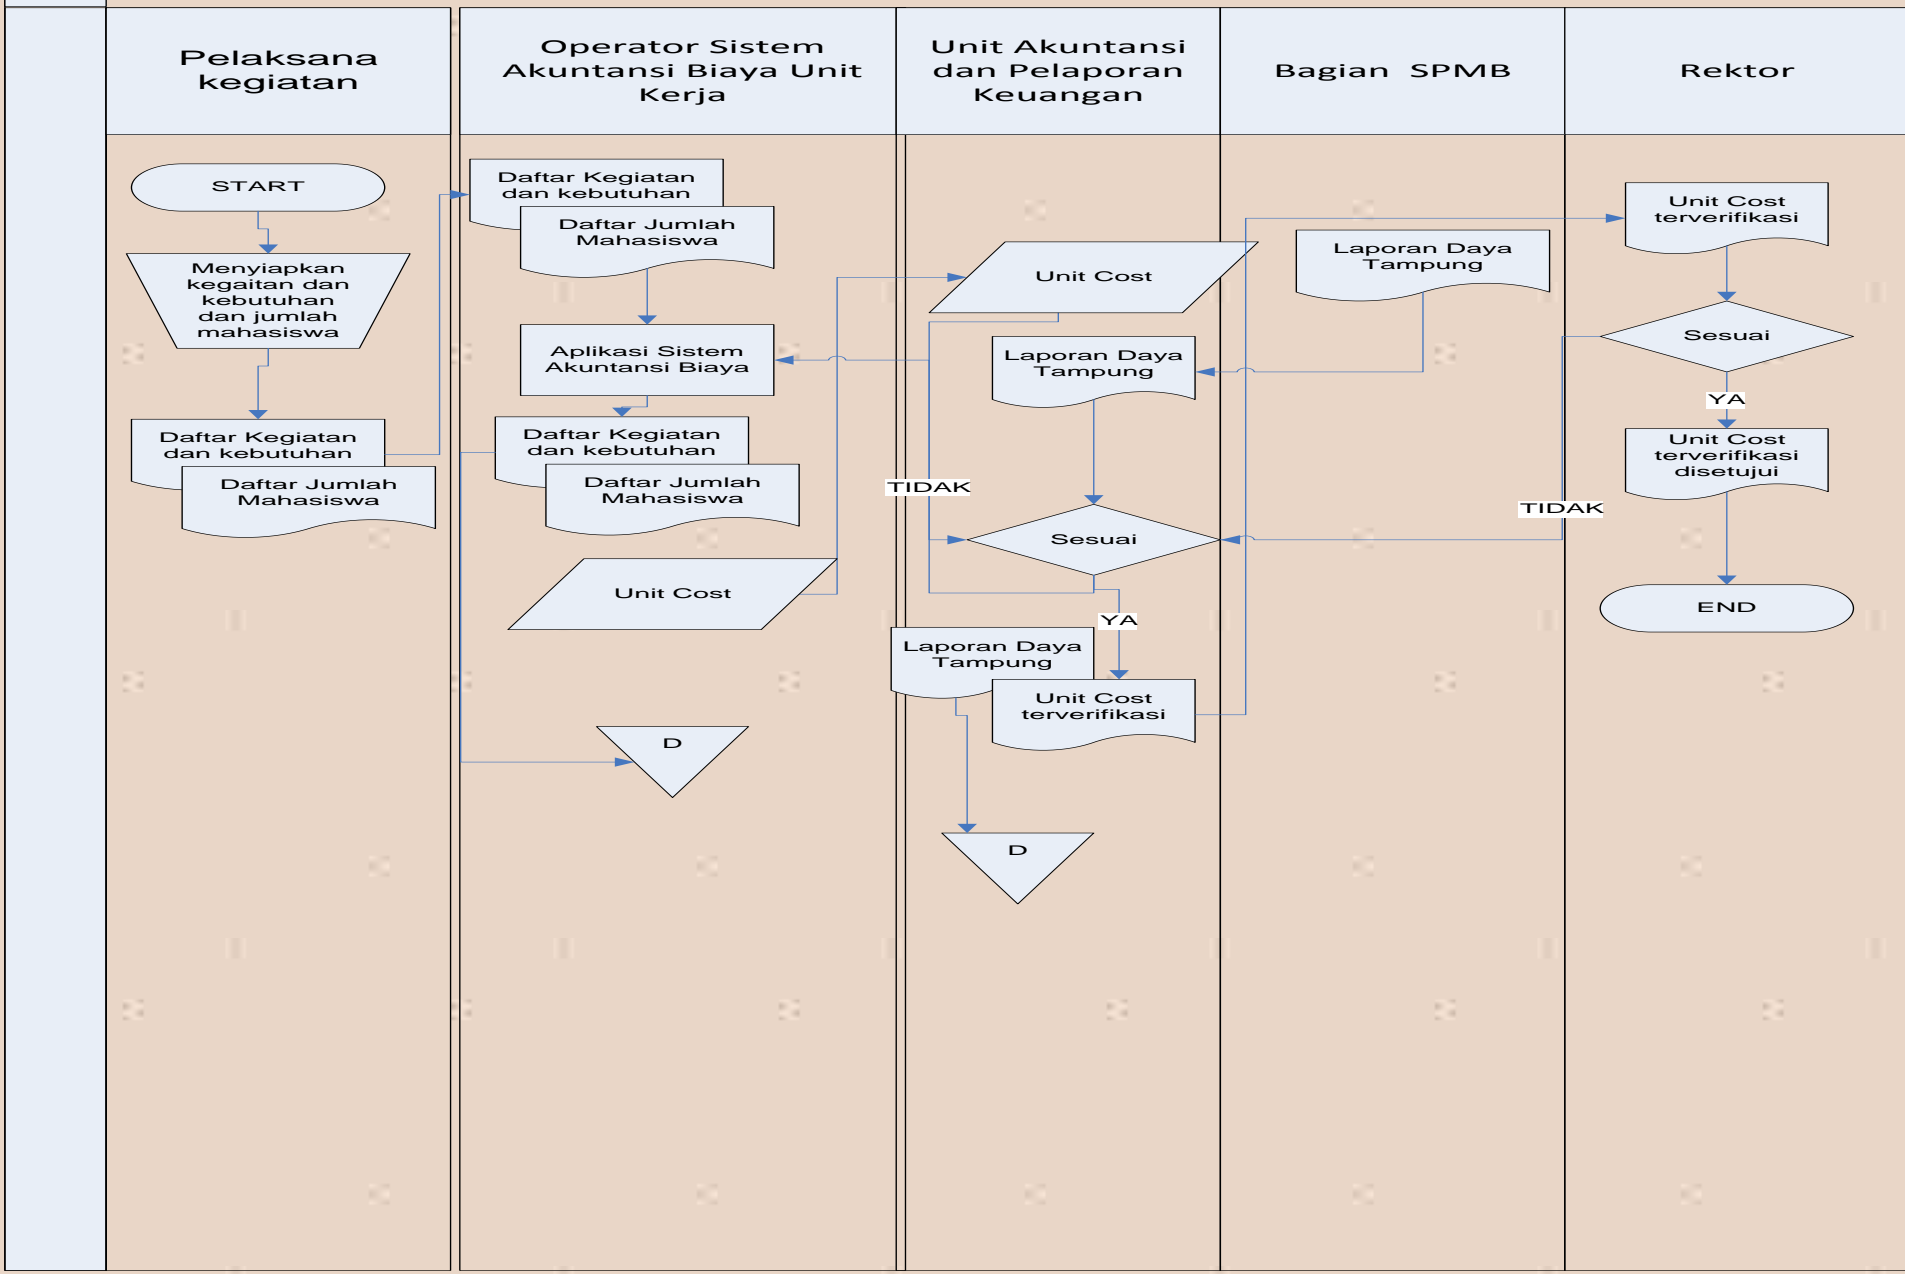 Pelaksana
kegiatan
Operator Sistem
Akuntansi Biaya Unit
Kerja
Unit Akuntansi
dan Pelaporan
Keuangan
Bagian  SPMB
Rektor
START
Menyiapkan
kegaitan dan
kebutuhan
dan jumlah
mahasiswa
Daftar Kegiatan
dan kebutuhan
Daftar Jumlah
Mahasiswa
Daftar Kegiatan
dan kebutuhan
Daftar Jumlah
Mahasiswa
Aplikasi Sistem
Akuntansi Biaya
Daftar Kegiatan
dan kebutuhan
Daftar Jumlah
Mahasiswa
Unit Cost
D
Unit Cost
Laporan Daya
Tampung
TIDAK
Sesuai
YA
Laporan Daya
Tampung
Unit Cost
terverifikasi
D
Laporan Daya
Tampung
Unit Cost
terverifikasi
Sesuai
YA
TIDAK
Unit Cost
terverifikasi
disetujui
END